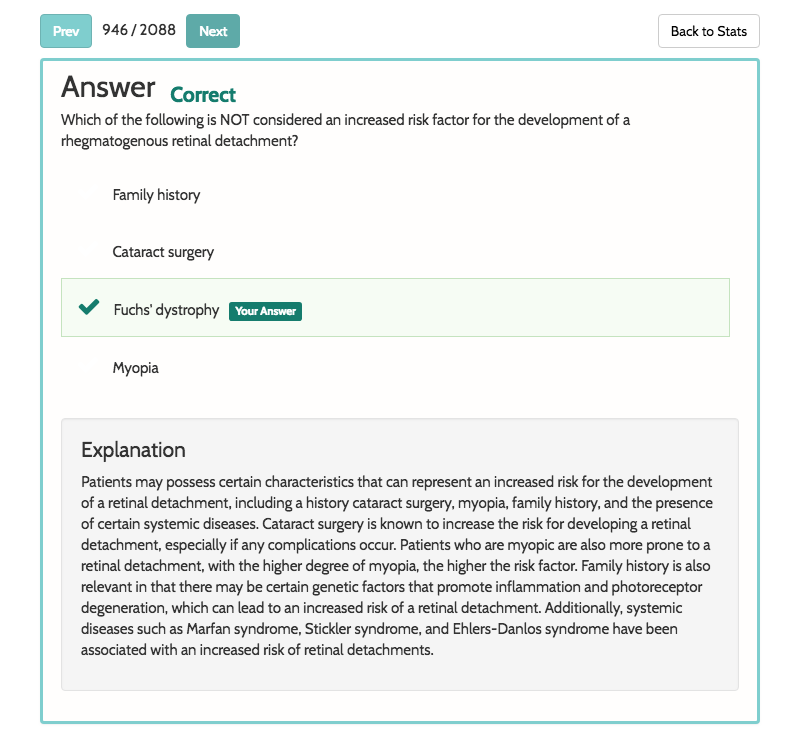 Prev 946 / 2088 Next Back to Stats
Answer Correct
Which of the following is NOT considered an increased risk factor for the development of a
rhegmatogenous retinal detachment?
Family history
Cataract surgery
Fuchs' dystrophy Your Answer
Myopia
Explanation
Patients may possess certain characteristics that can represent an increased risk for the development
of a retinal detachment, including a history cataract surgery, myopia, family history, and the presence
of certain systemic diseases. Cataract surgery is known to increase the risk for developing a retinal
detachment, especially if any complications occur. Patients who are myopic are also more prone to a
retinal detachment, with the higher degree of myopia, the higher the risk factor. Family history is also
relevant in that there may be certain genetic factors that promote inflammation and photoreceptor
degeneration, which can lead to an increased risk of a retinal detachment. Additionally, systemic
diseases such as Marfan syndrome, Stickler syndrome, and Ehlers-Danlos syndrome have been
associated with an increased risk of retinal detachments.